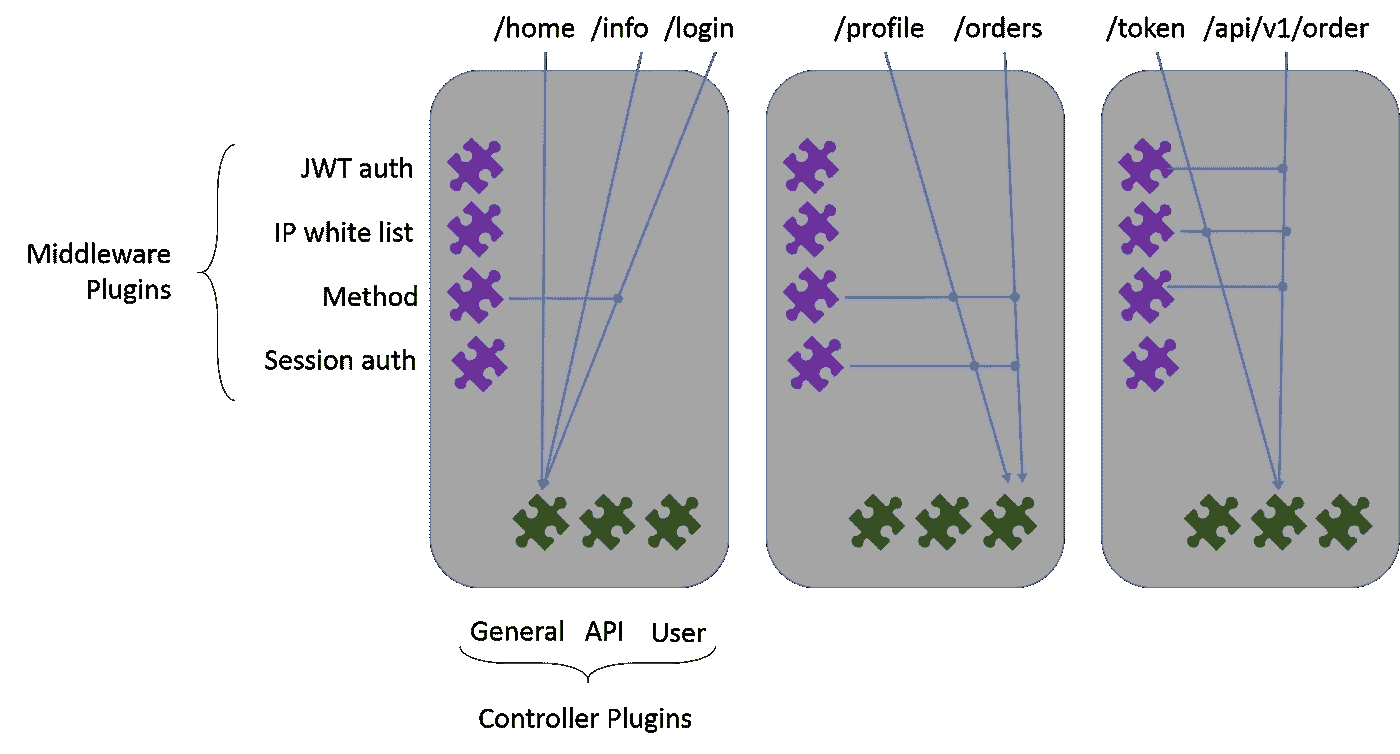 /home /info /login
/profile /orders
/token /api/v1/order
JWT auth
IP white list
Middleware
Plugins
Method
Session auth
General API User
Controller Plugins